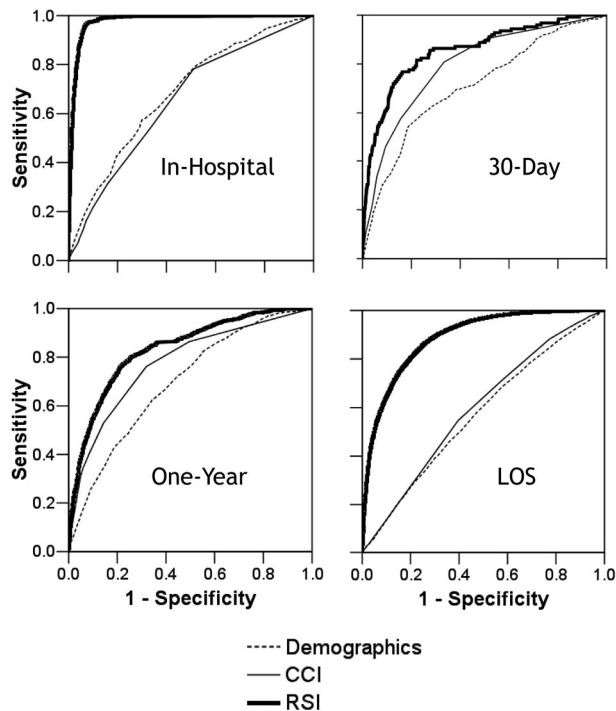 1.0
0.8
0.6
0.4
0.2
0.0
Sensitivity
In-Hospital
30-Day
1.0
0.8
0.6
0.4
0.2
0.0
Sensitivity
One-Year
LOS
0.0 0.2 0.4 0.6 0.8 1.0
0.0 0.2 0.4 0.6 0.8 1.0
1 - Specificity
1 - Specificity
Demographics
CCI
RSI